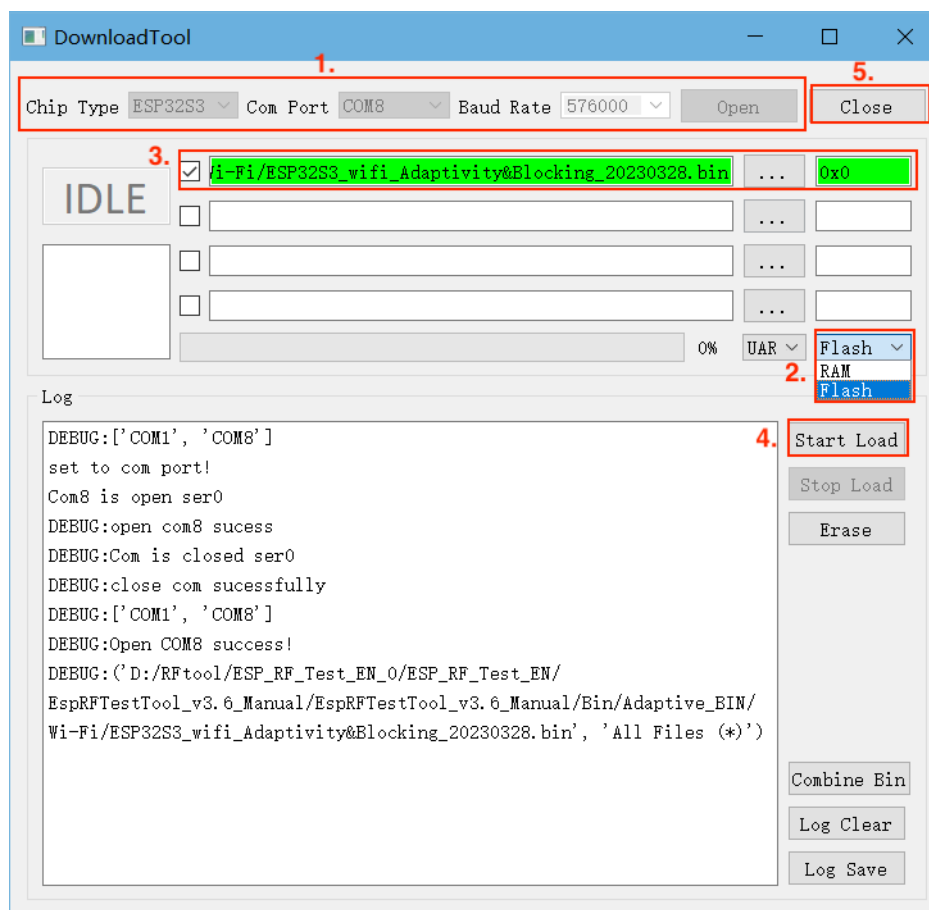 DownloadTool
1.
5.
Chip Type ESP32S3 Com Port COM8 Baud Rate 576000 Open Close
3.
/i-Fi/ESP32S3_wifi_Adaptivity&Blocking_20230328.bin ... 0x0
IDLE
...
...
...
0% UAR Flash
2.
RAM
Flash
Log
DEBUG:['COM1', 'COM8']
4.
Start Load
set to com port!
Com8 is open ser0
Stop Load
DEBUG:open com8 sucess
Erase
DEBUG:Com is closed ser0
DEBUG:close com sucessfully
DEBUG:['COM1', 'COM8']
DEBUG:Open COM8 success!
DEBUG:('D:/RFtool/ESP_RF_Test_EN_0/ESP_RF_Test_EN/
EspRFTestTool_v3.6_Manual/EspRFTestTool_v3.6_Manual/Bin/Adaptive_BIN/
Wi-Fi/ESP32S3_wifi_Adaptivity&Blocking_20230328.bin', 'All Files (*)')
Combine Bin
Log Clear
Log Save